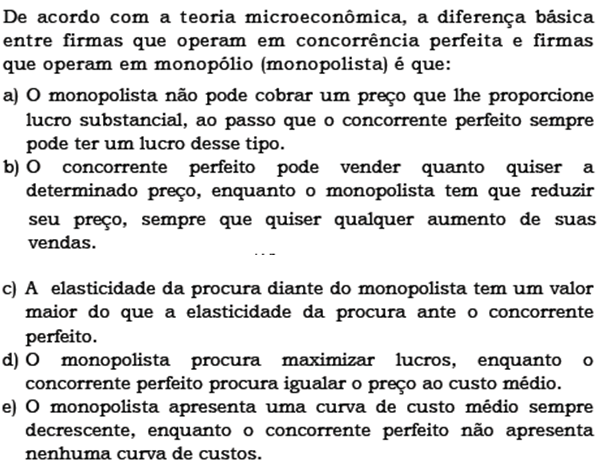 De acordo com a teoria microeconômica, a diferença básica
entre firmas que operam em concorrência perfeita e firmas
que operam em monopólio (monopolista) é que:
a) O monopolista não pode cobrar um preço que lhe proporcione
lucro substancial, ao passo que o concorrente perfeito sempre
pode ter um lucro desse tipo.
b) O concorrente perfeito pode vender quanto quiser a
determinado preço, enquanto o monopolista tem que reduzir
seu preço, sempre que quiser qualquer aumento de suas
vendas.
c) A elasticidade da procura diante do monopolista tem um valor
maior do que a elasticidade da procura ante o concorrente
perfeito.
d) O monopolista procura maximizar lucros, enquanto o
concorrente perfeito procura igualar o preço ao custo médio.
e) O monopolista apresenta uma curva de custo médio sempre
decrescente, enquanto o concorrente perfeito não apresenta
nenhuma curva de custos.